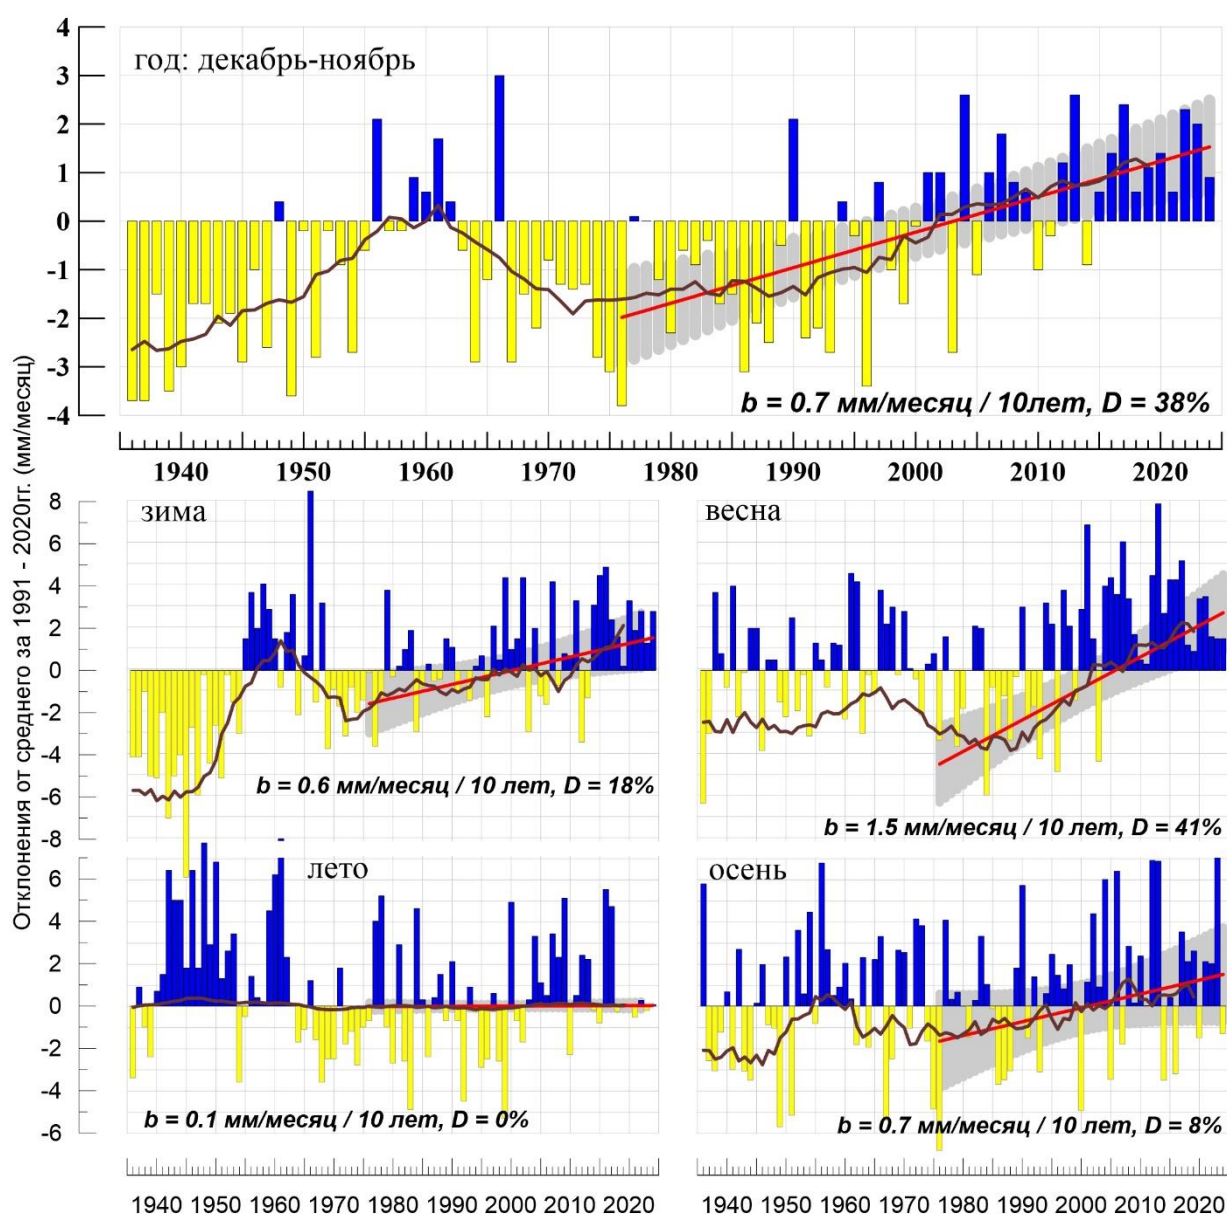 4
3
2
1
0
-1
-2
-3
-4
год: декабрь-ноябрь
b = 0.7 мм/месяц / 10лет, D = 38%
1940 1950 1960 1970 1980 1990 2000 2010 2020
Отклонения от среднего за 1991 - 2020гг. (мм/месяц)
8
6
4
2
0
-2
-4
-6
-8
зима
b = 0.6 мм/месяц / 10 лет, D = 18%
весна
b = 1.5 мм/месяц / 10 лет, D = 41%
6
4
2
0
-2
-4
-6
лето
b = 0.1 мм/месяц / 10 лет, D = 0%
осень
b = 0.7 мм/месяц / 10 лет, D = 8%
1940 1950 1960 1970 1980 1990 2000 2010 2020
1940 1950 1960 1970 1980 1990 2000 2010 2020